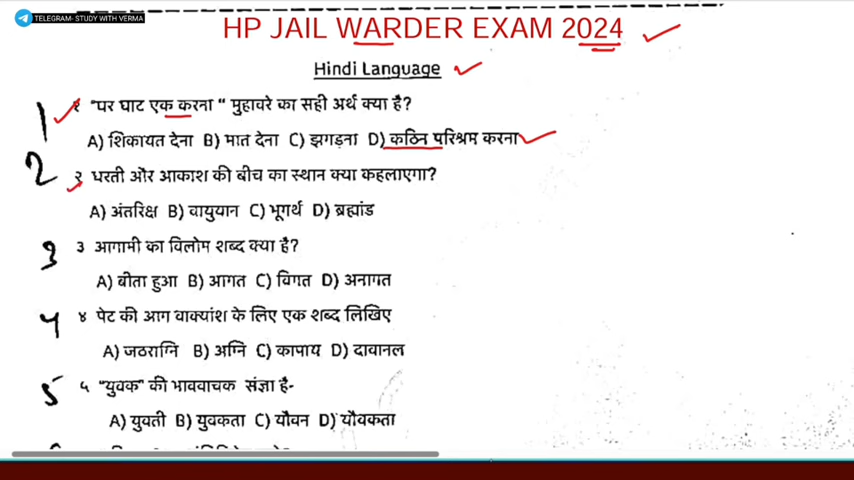 TELEGRAM- STUDY WITH VERMA
HP JAIL WARDER EXAM 2024
Hindi Language
1 १ "घर घाट एक करना " मुहावरे का सही अर्थ क्या है?
A) शिकायत देना B) मात देना C) झगड़ना D) कठिन परिश्रम करना
2 २ धरती और आकाश की बीच का स्थान क्या कहलाएगा?
A) अंतरिक्ष B) वायुयान C) भूगर्थ D) ब्रह्मांड
3 ३ आगामी का विलोम शब्द क्या है?
A) बीता हुआ B) आगत C) विगत D) अनागत
4 ४ पेट की आग वाक्यांश के लिए एक शब्द लिखिए
A) जठराग्नि B) अग्नि C) कापाय D) दावानल
5 ५ "युवक" की भाववाचक संज्ञा है-
A) युवती B) युवकता C) यौवन D) यौवकता